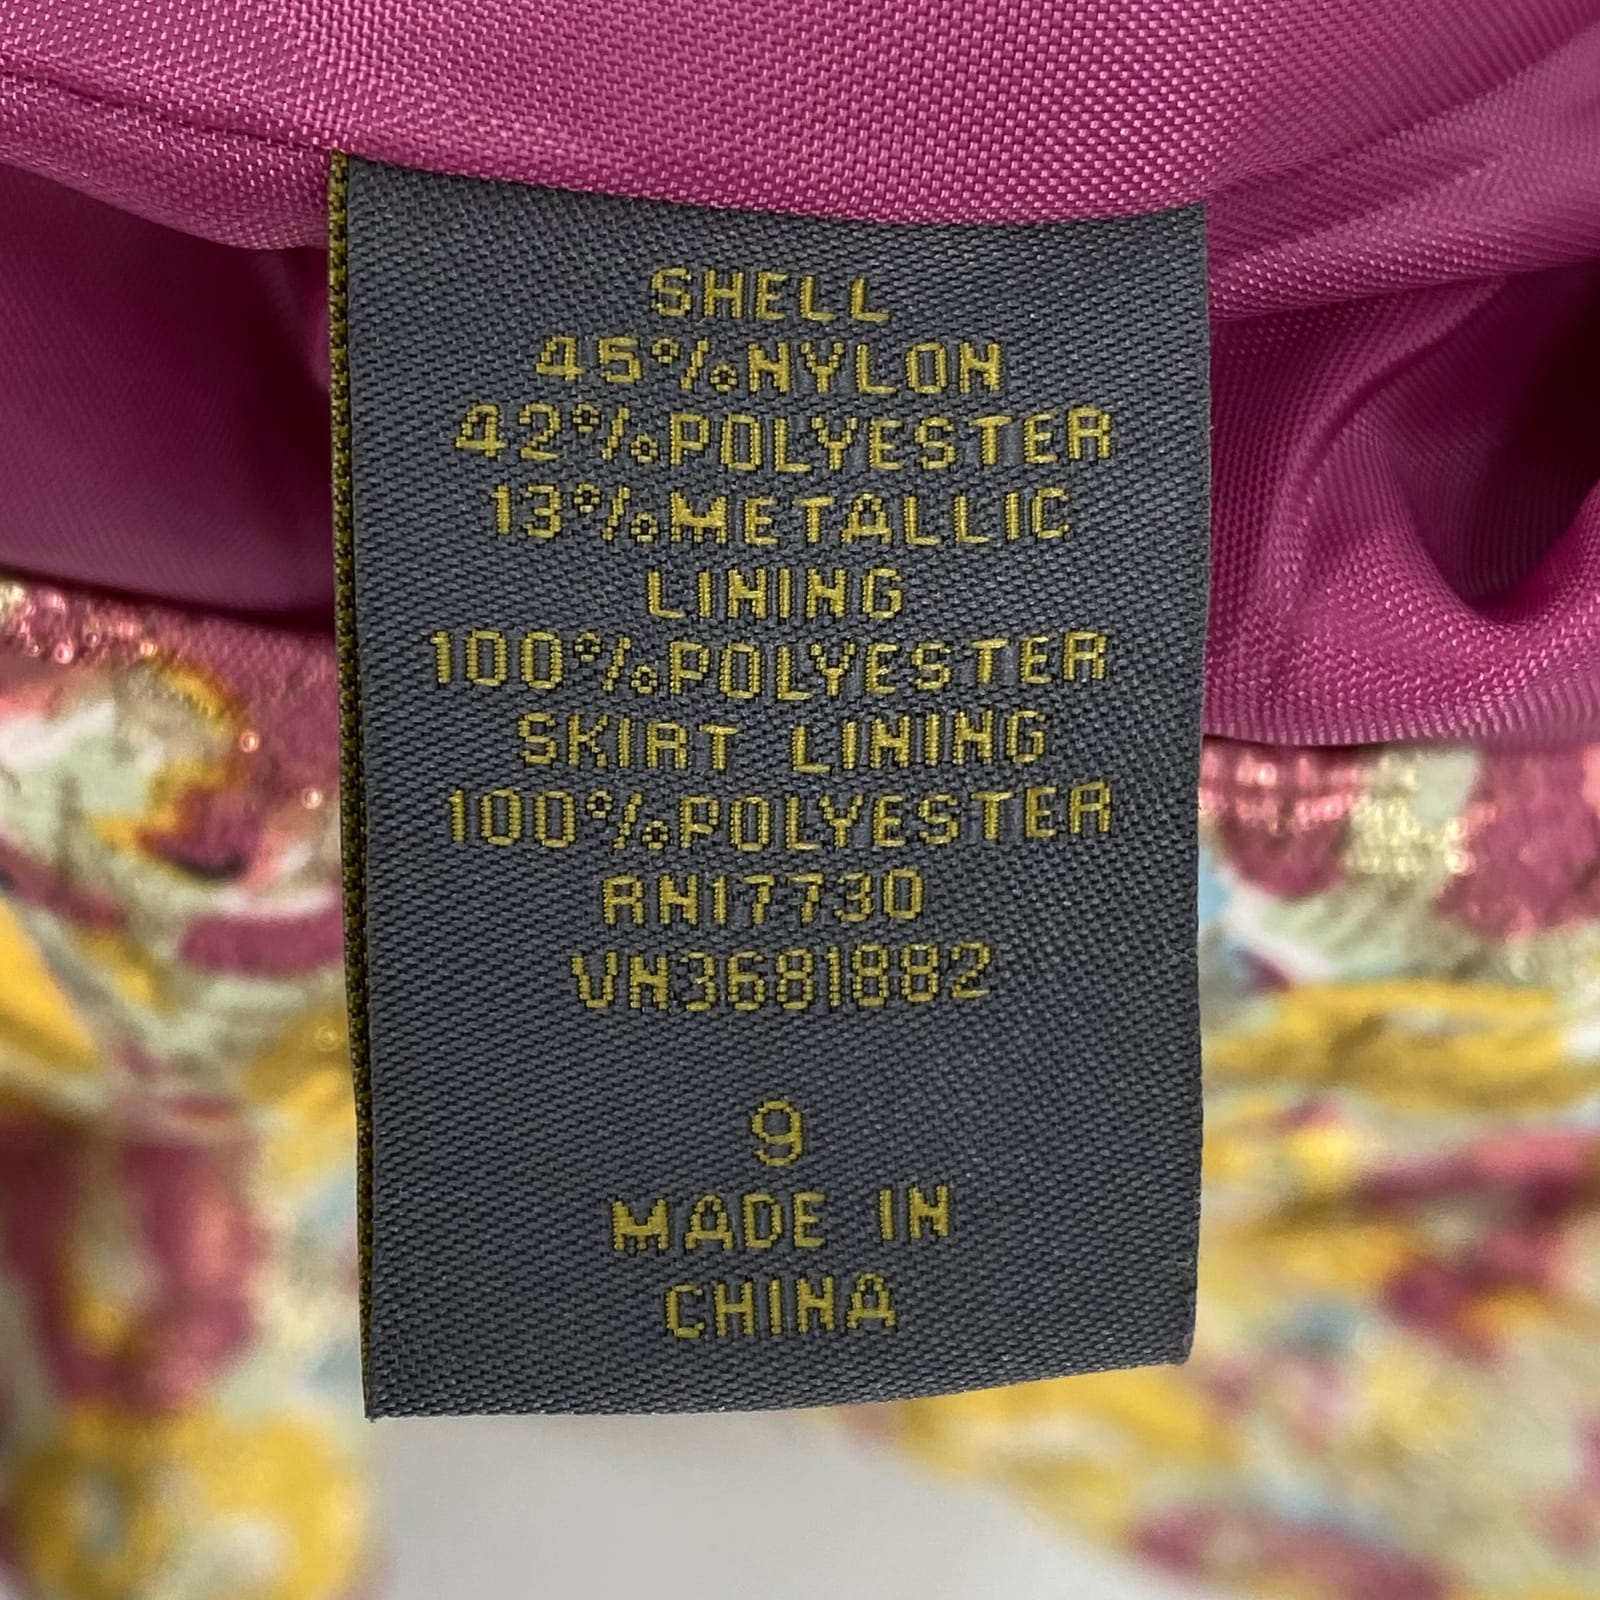 SHELL
45%NYLON
42%POLYESTER
13%METALLIC
LINING
100%POLYESTER
SKIRT LINING
100%POLYESTER
RN17730
VN3681882
9
MADE IN
CHINA